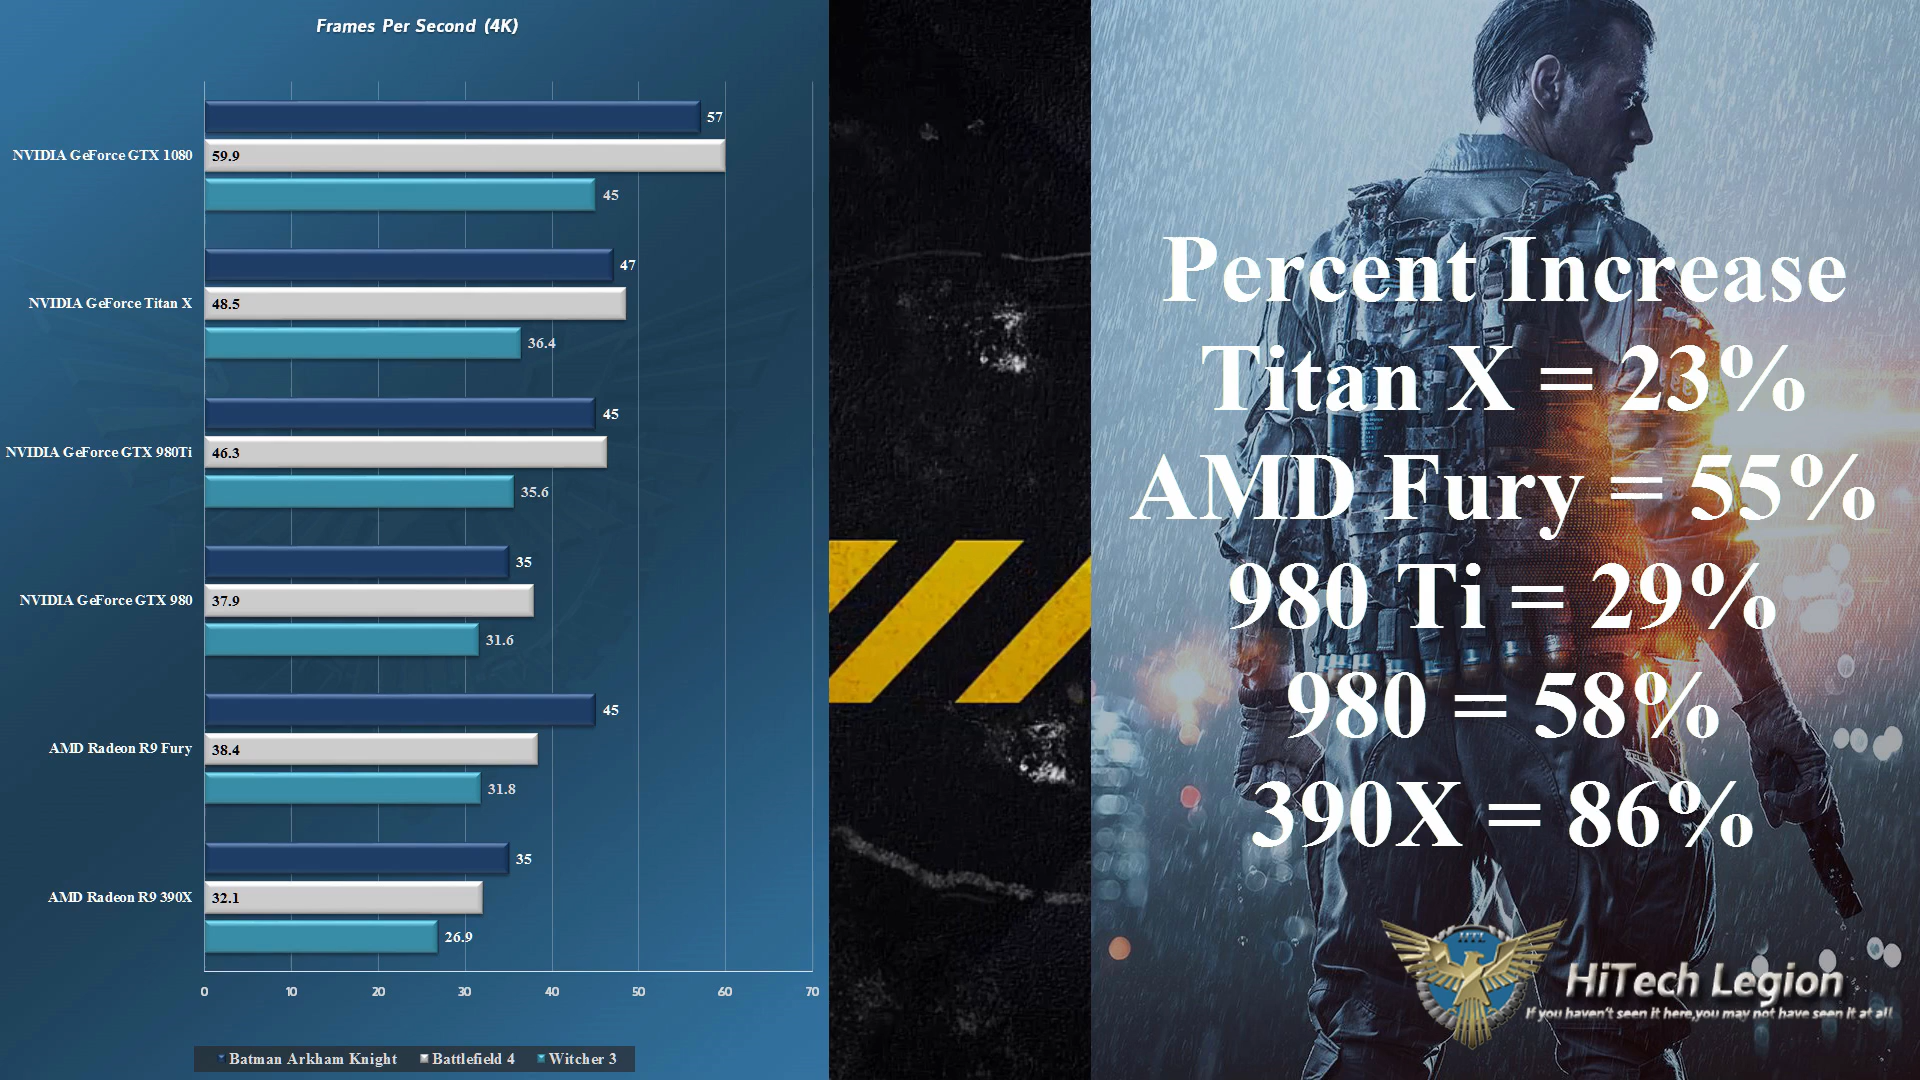 Frames Per Second (4K)
57
NVIDIA GeForce GTX 1080
59.9
45
47
NVIDIA GeForce Titan X
48.5
36.4
45
NVIDIA GeForce GTX 980Ti
46.3
35.6
35
NVIDIA GeForce GTX 980
37.9
31.6
45
AMD Radeon R9 Fury
38.4
31.8
35
AMD Radeon R9 390X
32.1
26.9
0 10 20 30 40 50 60 70
Batman Arkham Knight Battlefield 4 Witcher 3
Percent Increase
Titan X = 23%
AMD Fury = 55%
980 Ti = 29%
980 = 58%
390X = 86%
HiTech Legion
If you haven't seen it here,you may not have seen it at all